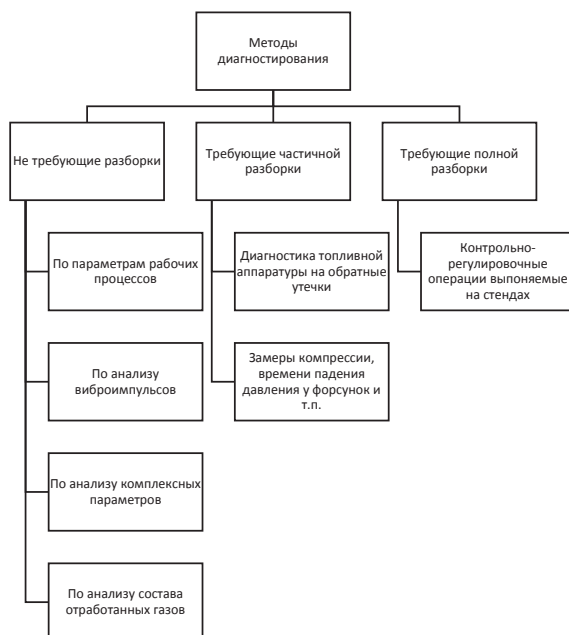 Методы
диагностирования
Не требующие разборки
Требующие частичной
разборки
Требующие полной
разборки
По параметрам рабочих
процессов
Диагностика топливной
аппаратуры на обратные
утечки
Контрольно-
регулировочные
операции выпоняемые
на стендах
По анализу
виброимпульсов
Замеры компрессии,
времени падения
давления у форсунок и
т.п.
По анализу комплексных
параметров
По анализу состава
отработанных газов